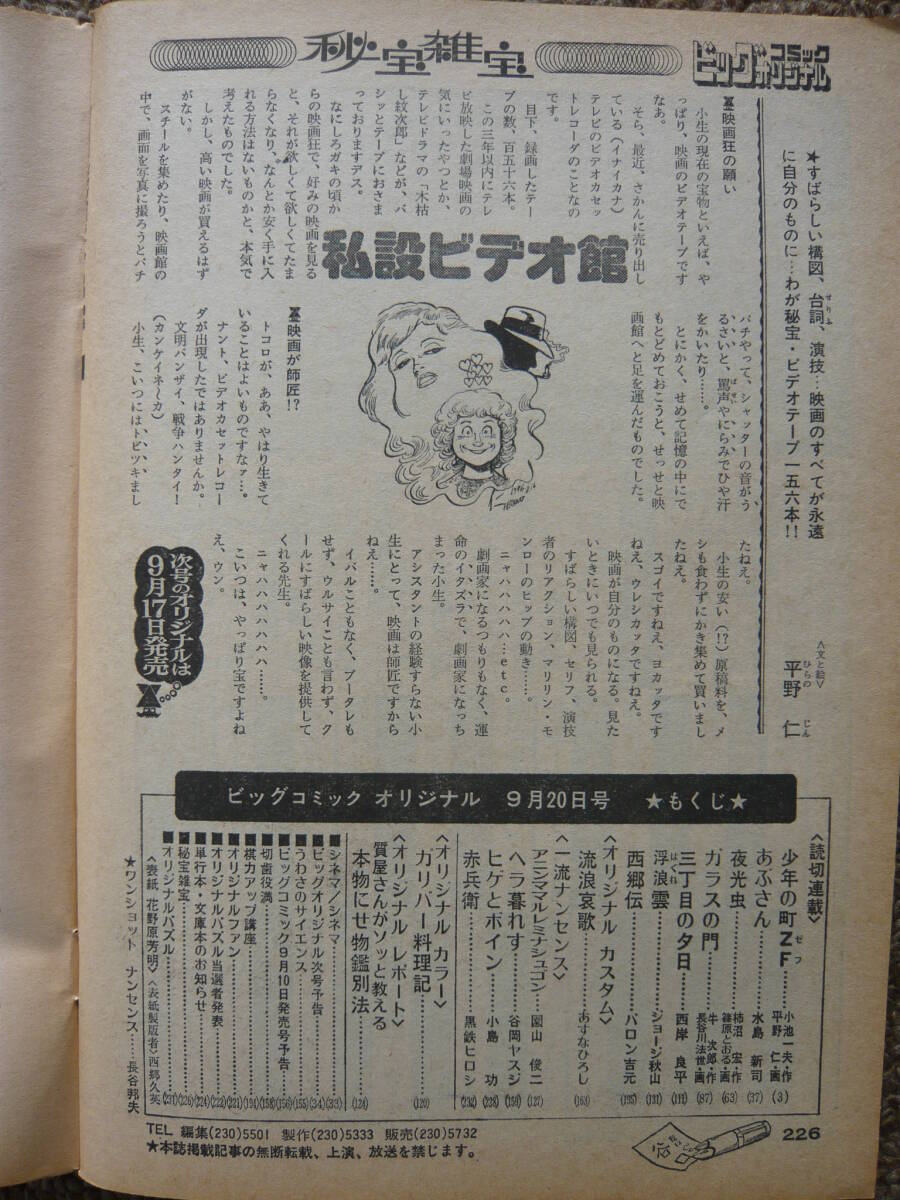 秘宝雑宝
ビッグコミックオリジナル
★すばらしい構図、台詞、演技…映画のすべてが永遠
に自分のものに…わが秘宝・ビデオテープ一五六本!!
せりふ
<文と絵>
平野 仁
ひらの じん
私設ビデオ館
映画狂の願い
小生の現在の宝物といえば、や
っぱり、映画のビデオテープです
なあ。
そら、最近、さかんに売り出し
ている(イナイカナ)
テレビのビデオカセッ
トレコーダのことなの
です。
目下、録画したテー
プの数、百五十六本。
この三年以内にテレ
ビ放映した劇場映画の
気にいったやつとか、
テレビドラマの「木枯
し紋次郎」などが、バ
シッとテープにおさま
っておりますデス。
なにしろガキの頃か
らの映画狂で、好みの映画を見る
と、それが欲しくて欲しくてたま
らなくなり、なんとか安く手に入
れる方法はないものかと、本気で
考えたものでした。
しかし、高い映画が買えるはず
がない。
スチールを集めたり、映画館の
中で、画面を写真に撮ろうとパチ
パチやって、シャッターの音がう
るさいと、罵声やにらみでひや汗
ばせい
をかいたり……。
とにかく、せめて記憶の中にで
もとどめておこうと、せっせと映
画館へと足を運んだものでした。
映画が師匠!?
トコロが、ああ、やはり生きて
いることはよいものですなァ…。
ナント、ビデオカセットレコー
ダが出現したではありませんか。
文明バンザイ、戦争ハンタイ!
(カンケイネ〜カ)
小生、こいつにはトビツキまし
たねえ。
小生の安い(!?)原稿料を、メ
シも食わずにかき集めて買いまし
たねえ。
スゴイですねえ、ヨカッタです
ねえ、ウレシカッタですねえ。
映画が自分のものになる。見た
いときにいつでも見られる。
すばらしい構図、セリフ、演技
者のリアクション、マリリン・モ
ンローのヒップの動き……。
ニャハハハハハ…etc。
劇画家になるつもりもなく、運
命のイタズラで、劇画家になっち
まった小生。
アシスタントの経験すらない小
生にとって、映画は師匠ですから
ねえ……。
イバルこともなく、ブータレも
せず、ウルサイことも言わず、ク
ールにすばらしい映像を提供して
くれる先生。
ニャハハハハハハハ……。
こいつは、やっぱり宝ですよね
え、ウン。
次号のオリジナルは
9月17日発売
ビッグコミック オリジナル 9月20日号 ★もくじ★
<読切連載>
少年の町ZF……小池一夫・作 平野 仁・画 (3)
ゼフ
あぶさん……水島 新司 (37)
夜光虫……柿沼 宏・作 篠原とおる・画 (63)
ガラスの門……牛 次郎・作 長谷川法世・画 (87)
三丁目の夕日……西岸 良平 (111)
浮浪雲……ジョージ秋山 (131)
はぐれ
西郷伝……バロン吉元 (195)
<オリジナル カスタム>
流浪哀歌……あすなひろし (163)
<一流ナンセンス>
アニマルレミナシュゴン…園山 俊二 (127)
ヘラ暮れす……谷岡ヤスジ (159)
ヒゲとボイン……小島 功 (228)
赤兵衛……黒鉄ヒロシ (232)
<オリジナル カラー>
ガリバー料理記…… (120)
<オリジナル レポート>
質屋さんがソッと教える
本物にせ物鑑別法…… (124)
■シネマ/シネマ…… (33)
■ビッグオリジナル次号予告…… (34)
■うわさのサイエンス…… (155)
■ビッグコミック9月10日発売号予告…… (156)
■切歯役満…… (158)
■棋力アップ講座…… (194)
■オリジナルファン…… (221)
■オリジナルパズル当選者発表…… (222)
■単行本・文庫本のお知らせ…… (224)
■秘宝雑宝…… (226)
■オリジナルパズル…… (231)
<表紙 花野原芳明> <表紙製版者> 西郷久英
★ワンショット ナンセンス……長谷邦夫
TEL 編集(230)5501 製作(230)5333 販売(230)5732
★本誌掲載記事の無断転載、上演、放送を禁じます。
226